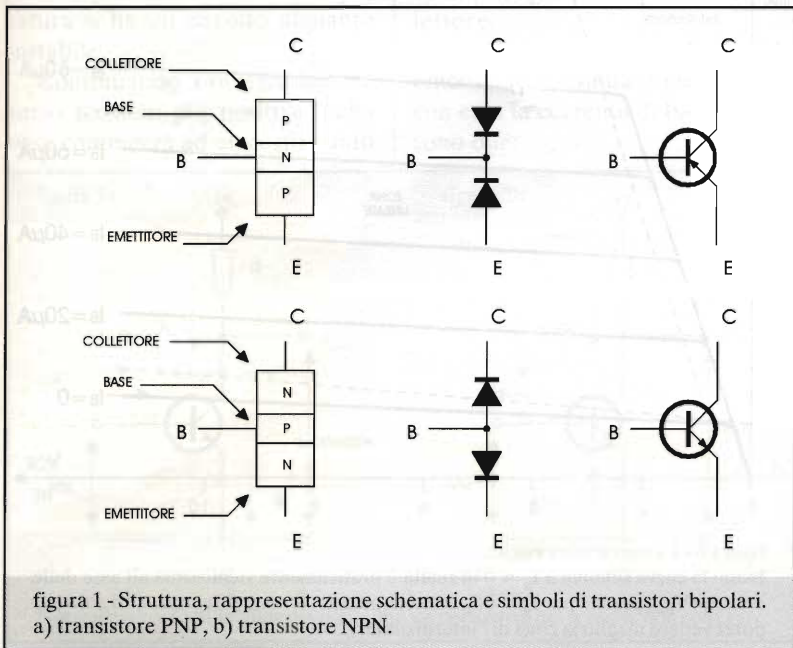 C C C
COLLETTORE
BASE
P
B N B B
P
EMETTITORE
E E E
C C C
COLLETTORE
BASE
N
B P B B
N
EMETTITORE
E E E
figura 1 - Struttura, rappresentazione schematica e simboli di transistori bipolari.
a) transistore PNP, b) transistore NPN.